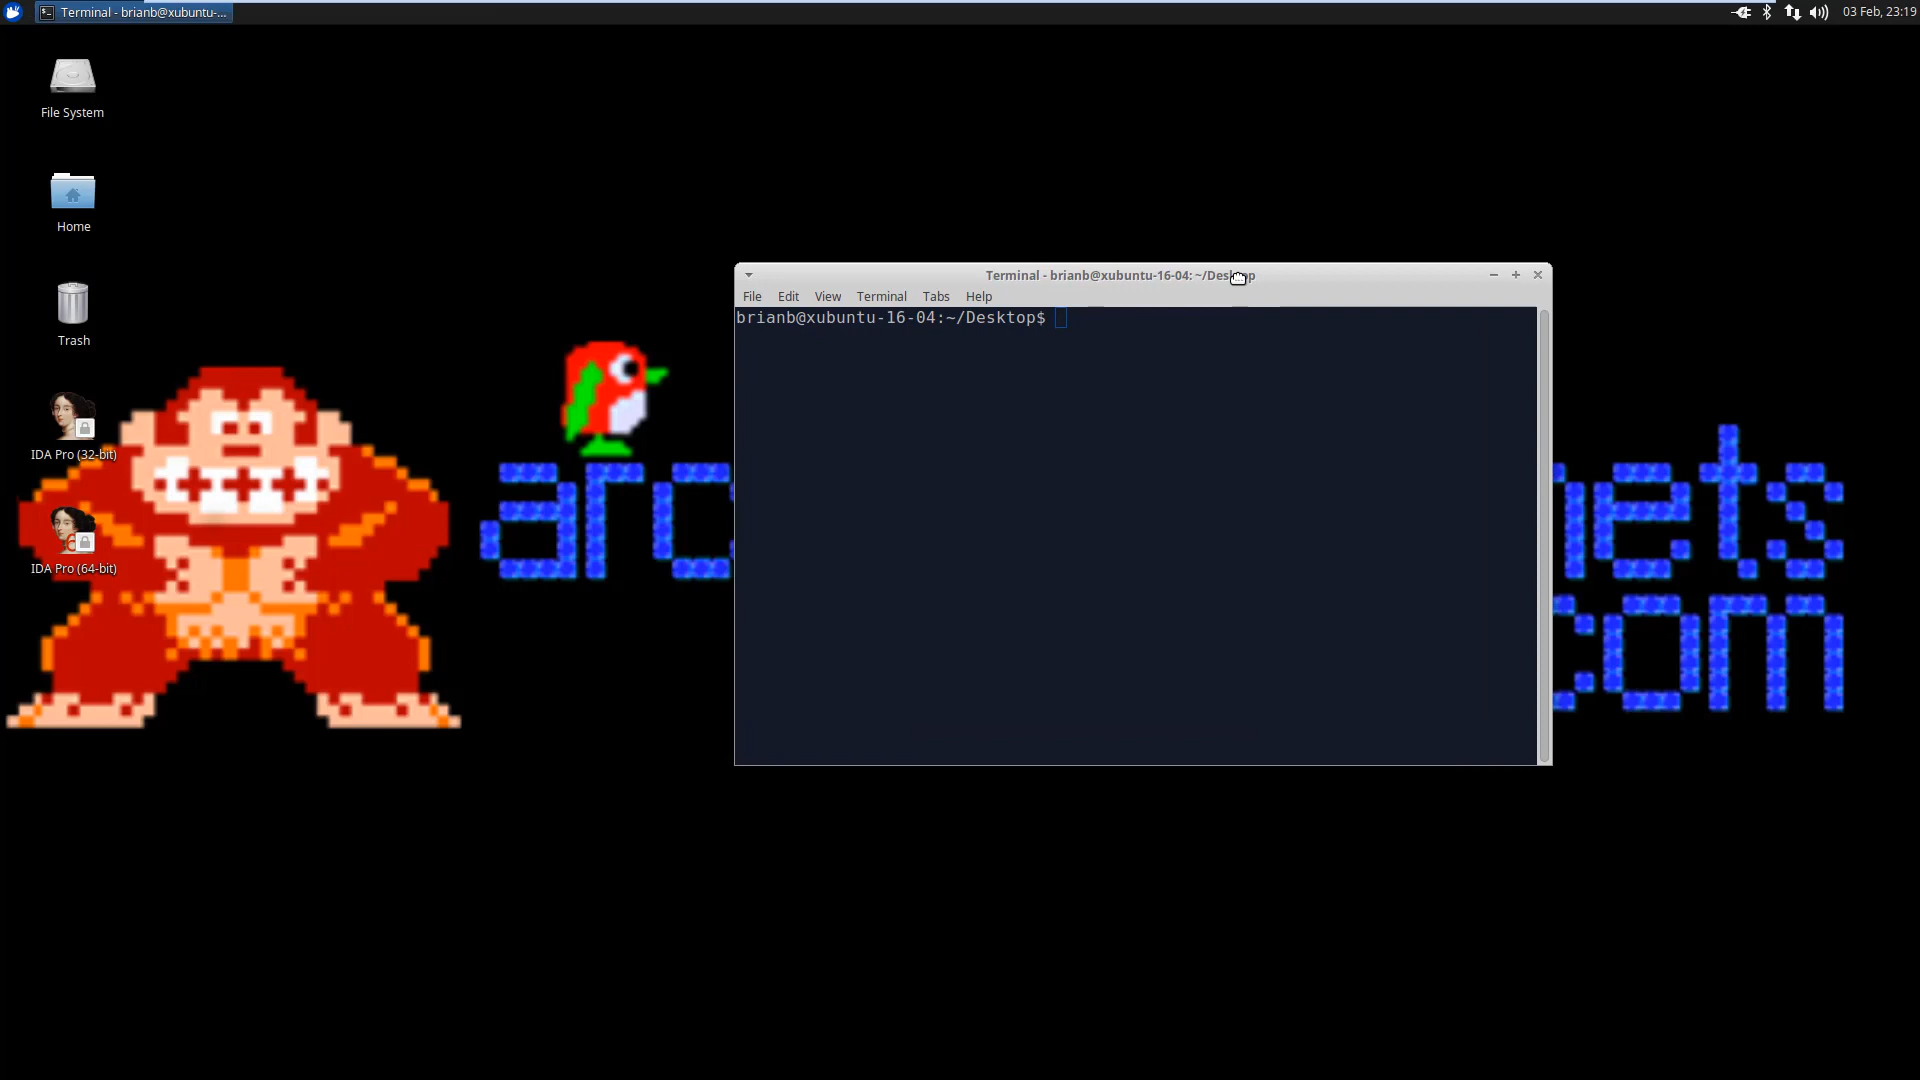 Terminal - brianb@xubuntu-...
03 Feb, 23:19
File System
Home
Trash
IDA Pro (32-bit)
IDA Pro (64-bit)
Terminal - brianb@xubuntu-16-04: ~/Desktop
File Edit View Terminal Tabs Help
brianb@xubuntu-16-04:~/Desktop$